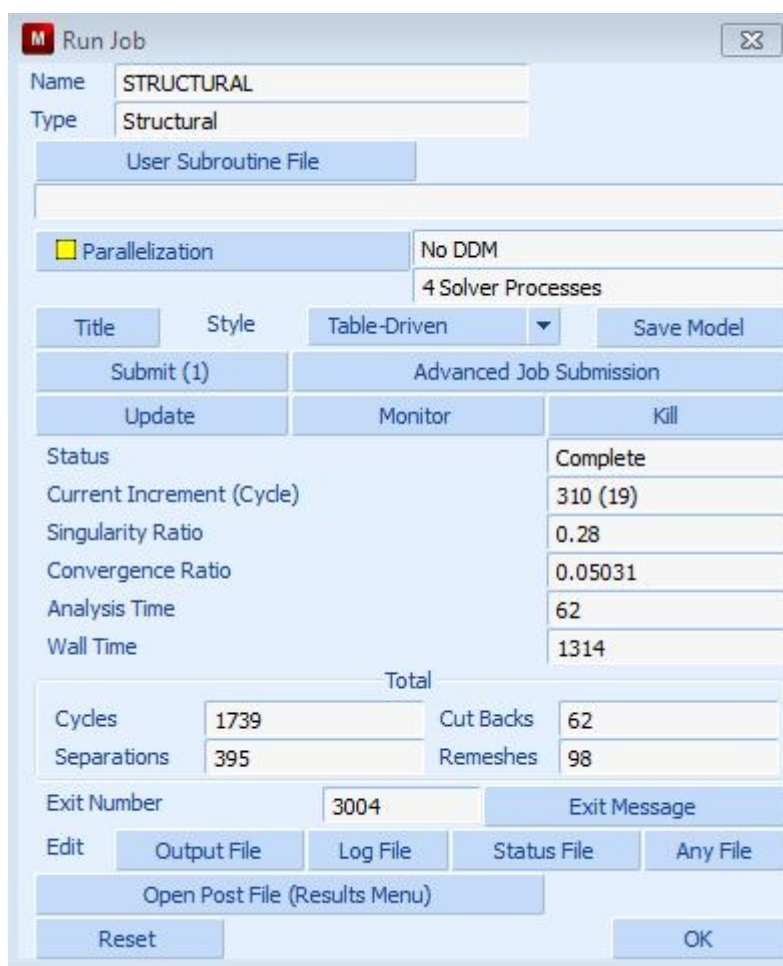 M Run Job
Name STRUCTURAL
Type Structural
User Subroutine File
Parallelization No DDM
4 Solver Processes
Title Style Table-Driven Save Model
Submit (1) Advanced Job Submission
Update Monitor Kill
Status Complete
Current Increment (Cycle) 310 (19)
Singularity Ratio 0.28
Convergence Ratio 0.05031
Analysis Time 62
Wall Time 1314
Total
Cycles 1739 Cut Backs 62
Separations 395 Remeshes 98
Exit Number 3004 Exit Message
Edit Output File Log File Status File Any File
Open Post File (Results Menu)
Reset OK